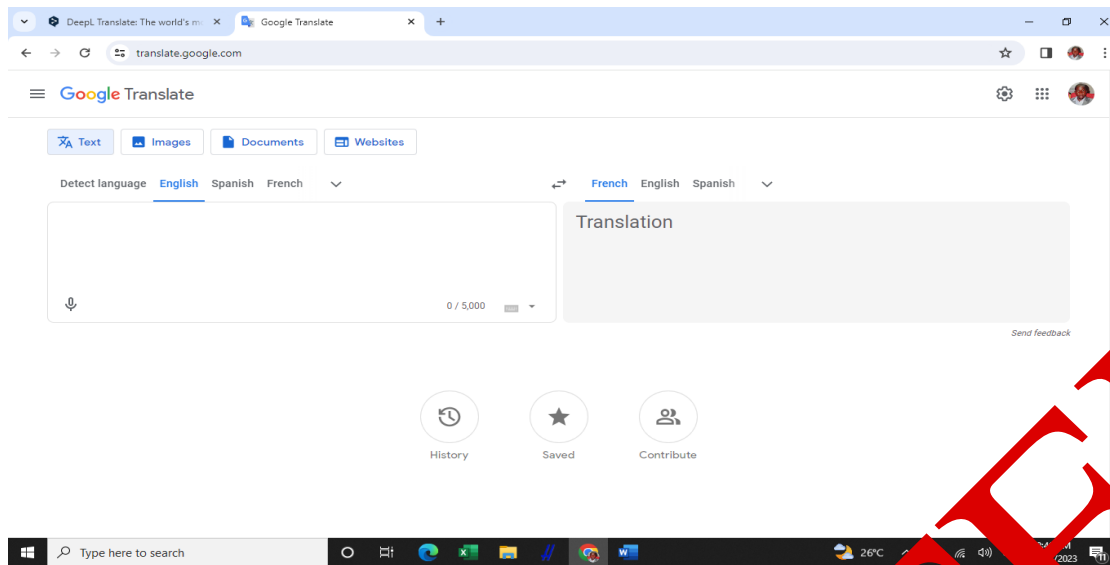 DeepL Translate: The world's m
Google Translate
translate.google.com
Google Translate
Text Images Documents Websites
Detect language English Spanish French
French English Spanish
Translation
0 / 5,000
Send feedback
History Saved Contribute
Type here to search
26°C
2023
11